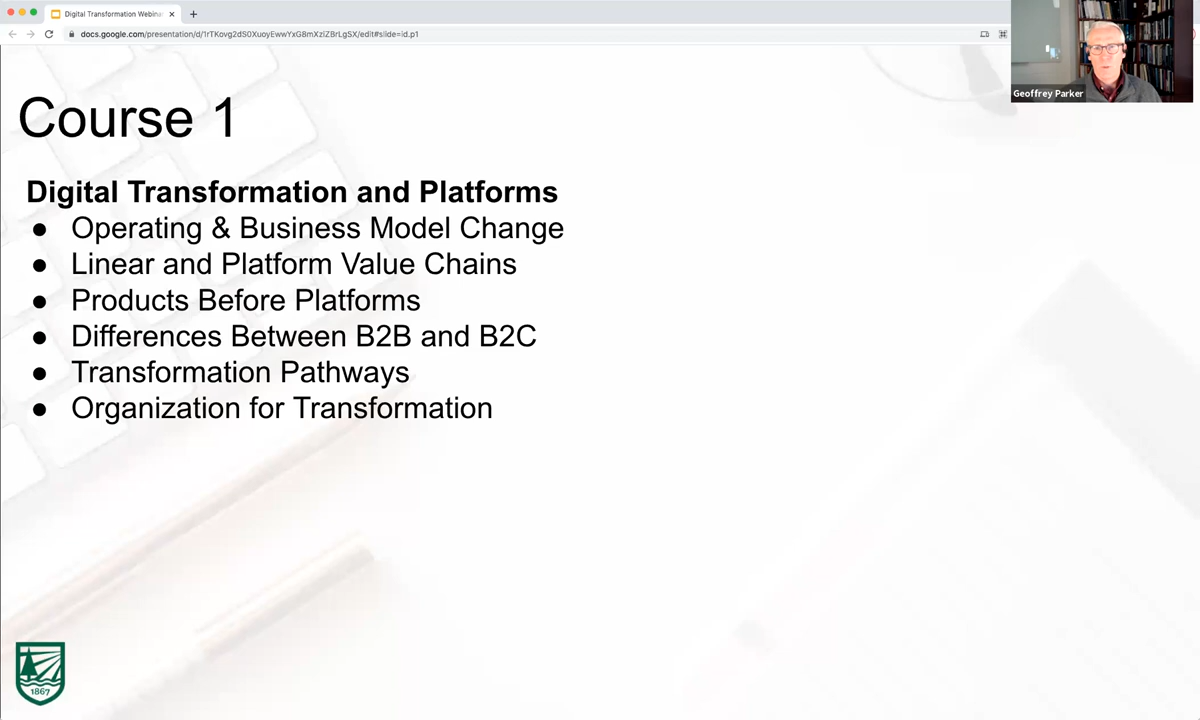 Digital Transformation Webina
docs.google.com/presentation/d/1rTKovg2dS0XuoyEwwYxG8mXziZBrLgSX/edit#slide=id.p1
Geoffrey Parker
Course 1
Digital Transformation and Platforms
● Operating & Business Model Change
● Linear and Platform Value Chains
● Products Before Platforms
● Differences Between B2B and B2C
● Transformation Pathways
● Organization for Transformation
1867